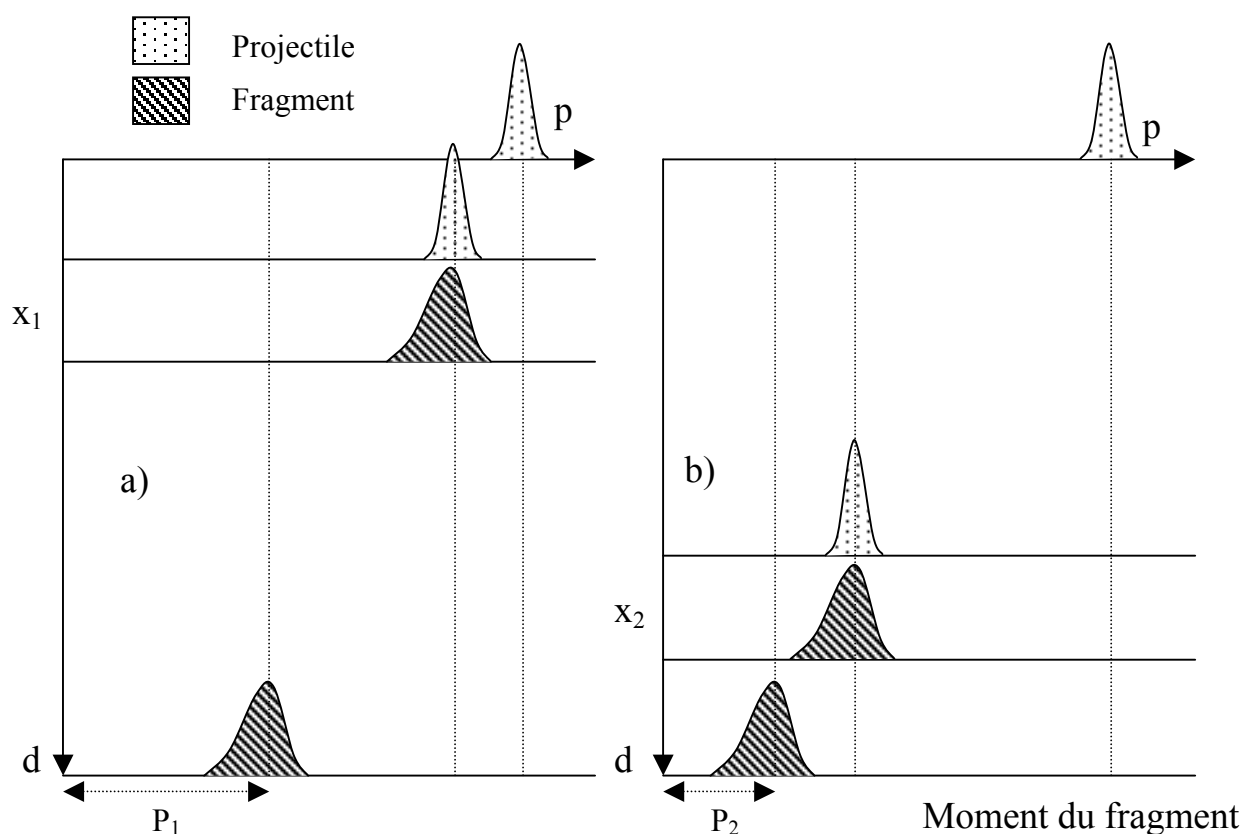 Projectile
Fragment
p
x₁
a)
d
P₁
p
b)
x₂
d
P₂
Moment du fragment